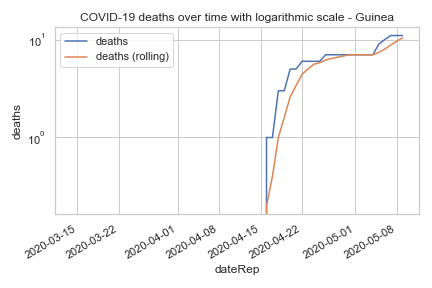 COVID-19 deaths over time with logarithmic scale - Guinea
deaths
deaths (rolling)
10¹
10⁰
deaths
2020-03-15
2020-03-22
2020-04-01
2020-04-08
2020-04-15
2020-04-22
2020-05-01
2020-05-08
dateRep